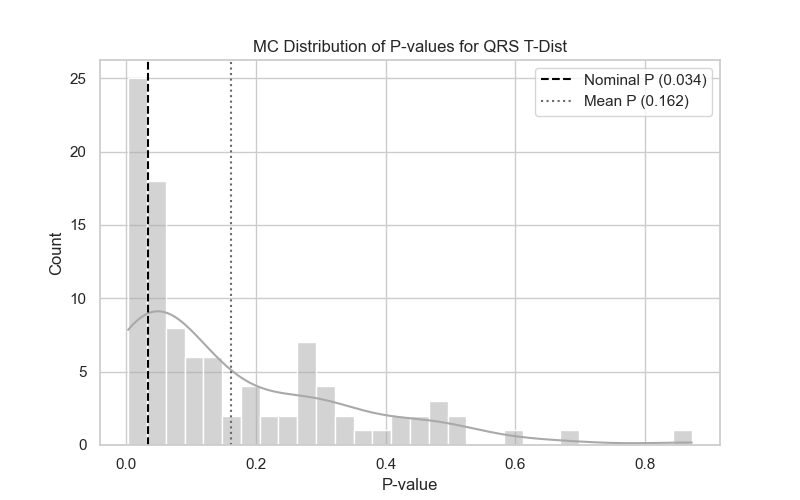 MC Distribution of P-values for QRS T-Dist
Nominal P (0.034)
Mean P (0.162)
25
20
15
10
5
0
Count
0.0 0.2 0.4 0.6 0.8
P-value